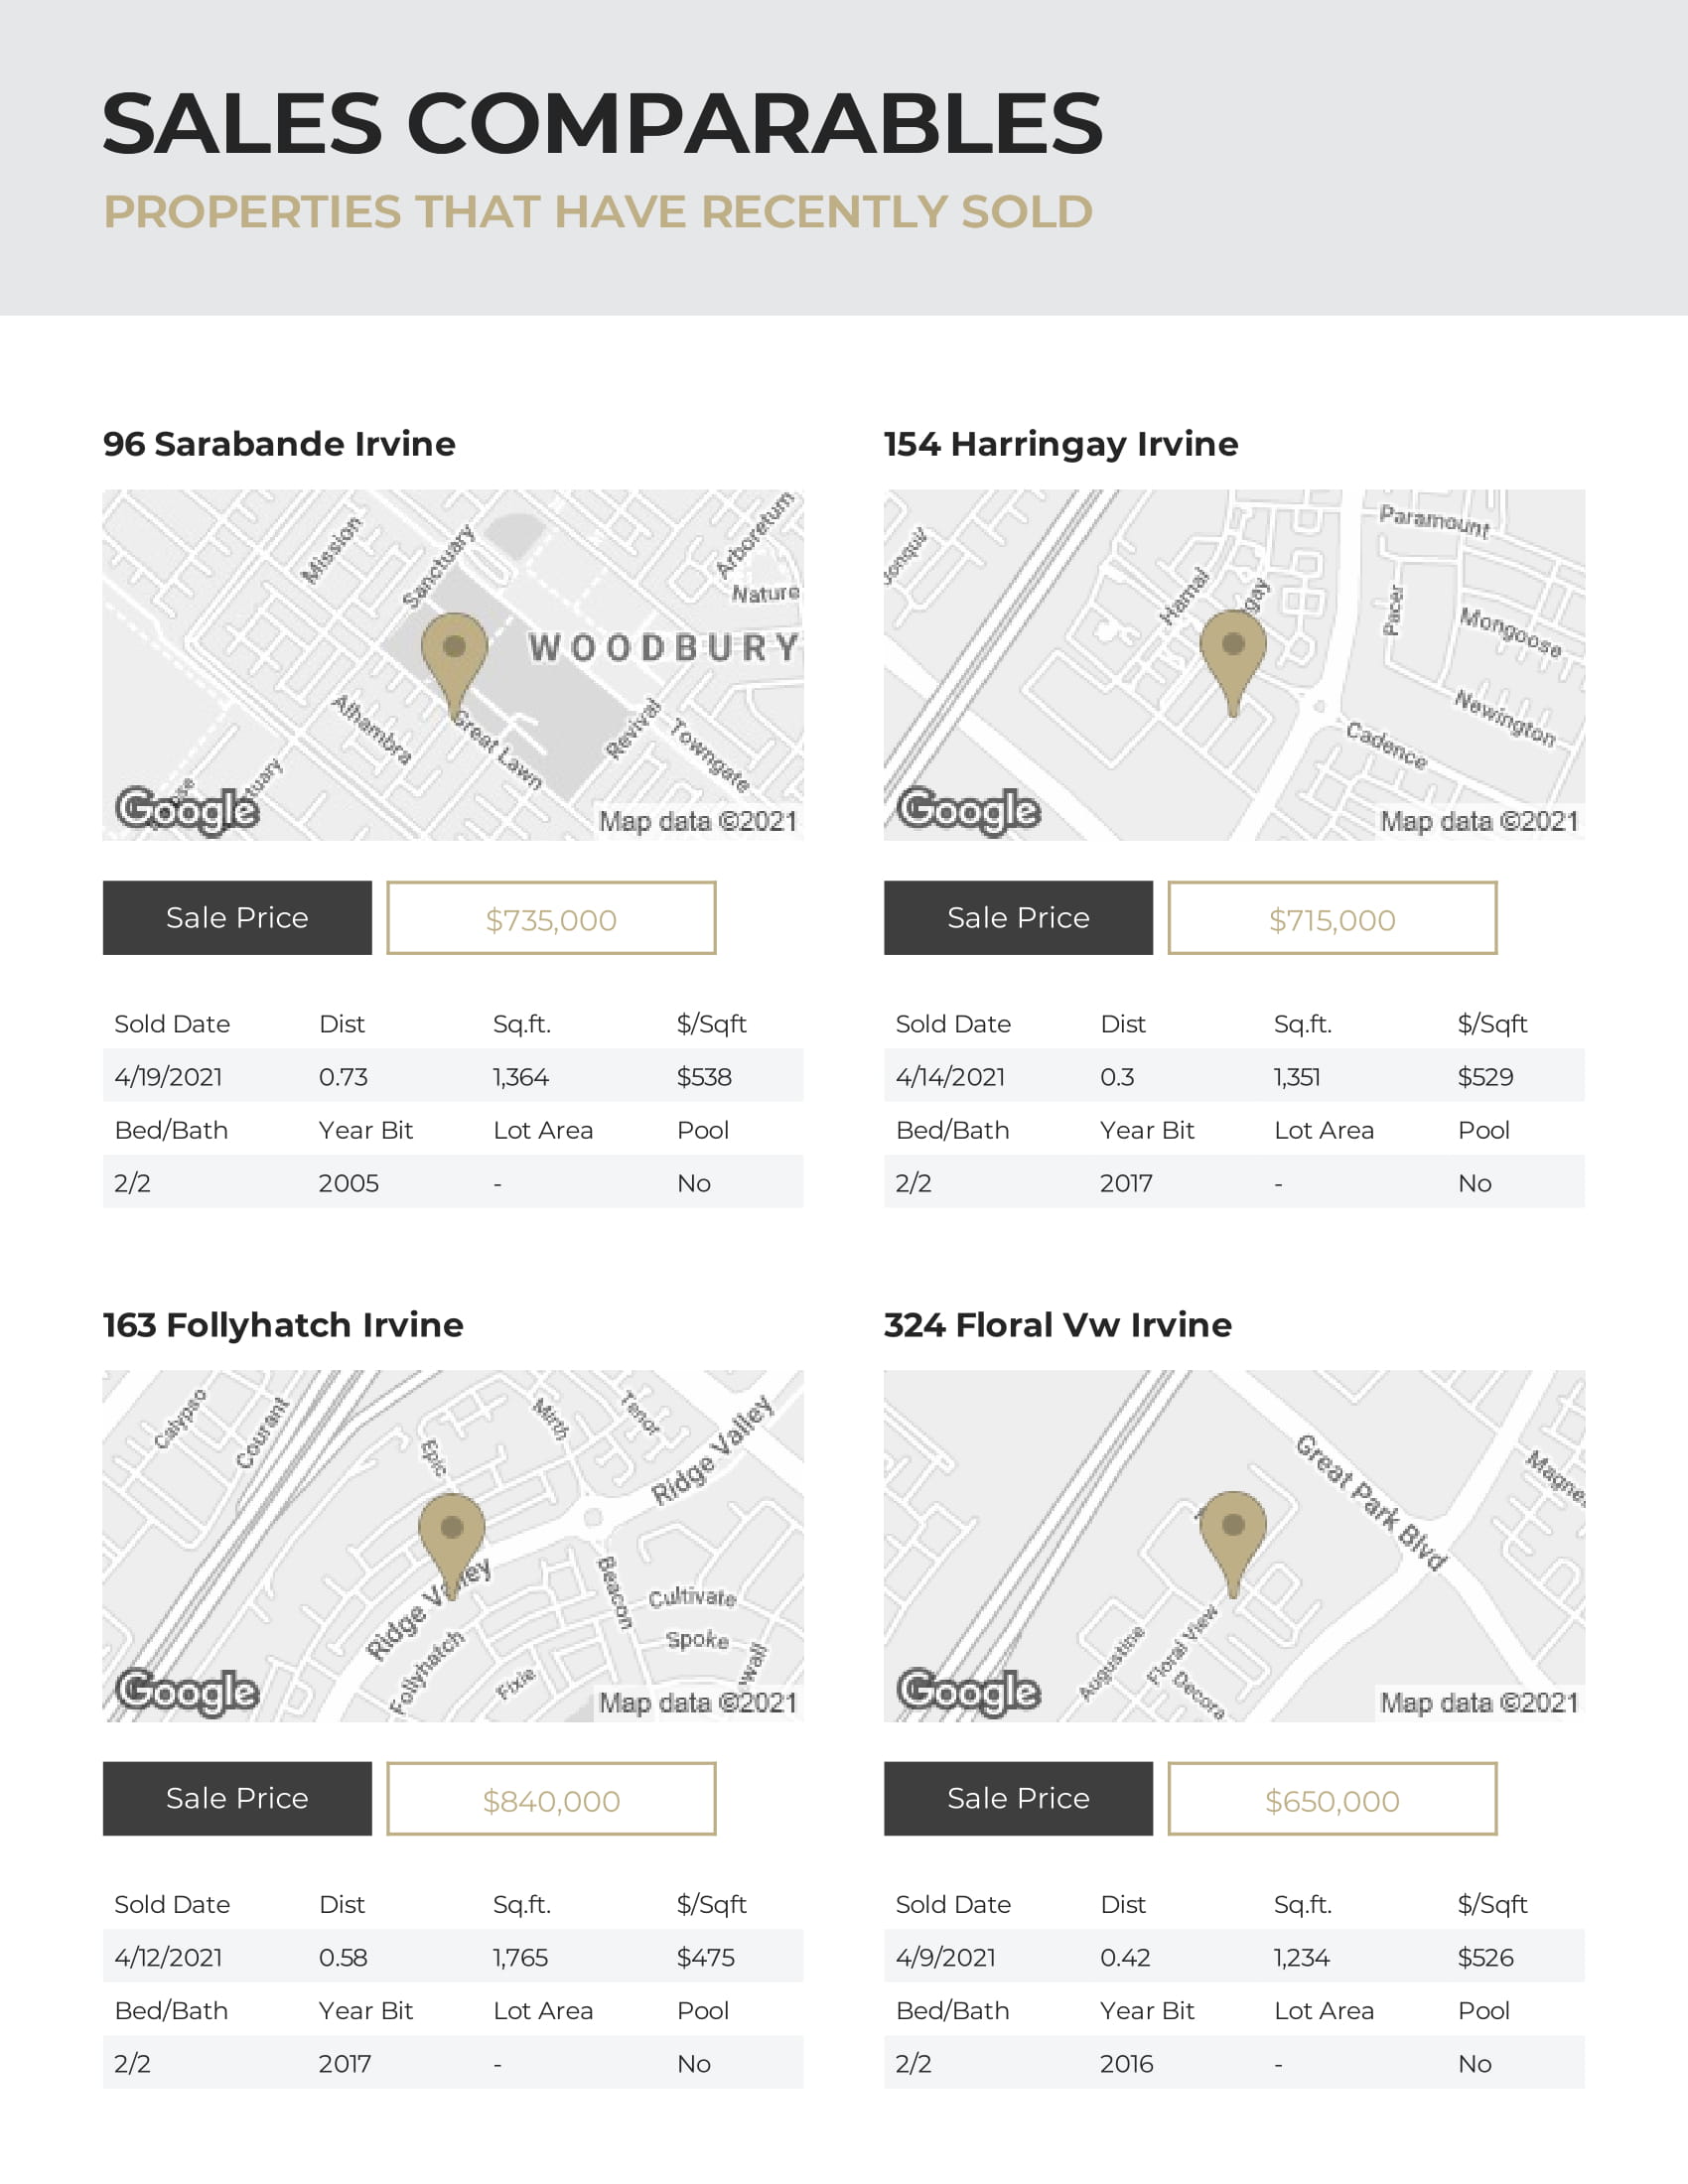 SALES COMPARABLES
PROPERTIES THAT HAVE RECENTLY SOLD
96 Sarabande Irvine
Mission
Sanctuary
Arboretum
Nature
WOODBURY
Alhambra
Great Lawn
Revival
Towngate
Google
Map data ©2021
Sale Price $735,000
Sold Date Dist Sq.ft. $/Sqft
4/19/2021 0.73 1,364 $538
Bed/Bath Year Bit Lot Area Pool
2/2 2005 - No
154 Harringay Irvine
Paramount
Hamal
Pacer
Mongoose
Newington
Cadence
Google
Map data ©2021
Sale Price $715,000
Sold Date Dist Sq.ft. $/Sqft
4/14/2021 0.3 1,351 $529
Bed/Bath Year Bit Lot Area Pool
2/2 2017 - No
163 Follyhatch Irvine
Calypso
Courant
Epic
Mirth
Tenor
Ridge Valley
Ridge Valley
Beacon
Cultivate
Spoke
Follyhatch
Fixie
Google
Map data ©2021
Sale Price $840,000
Sold Date Dist Sq.ft. $/Sqft
4/12/2021 0.58 1,765 $475
Bed/Bath Year Bit Lot Area Pool
2/2 2017 - No
324 Floral Vw Irvine
Great Park Blvd
Augustine
Floral View
Decora
Google
Map data ©2021
Sale Price $650,000
Sold Date Dist Sq.ft. $/Sqft
4/9/2021 0.42 1,234 $526
Bed/Bath Year Bit Lot Area Pool
2/2 2016 - No